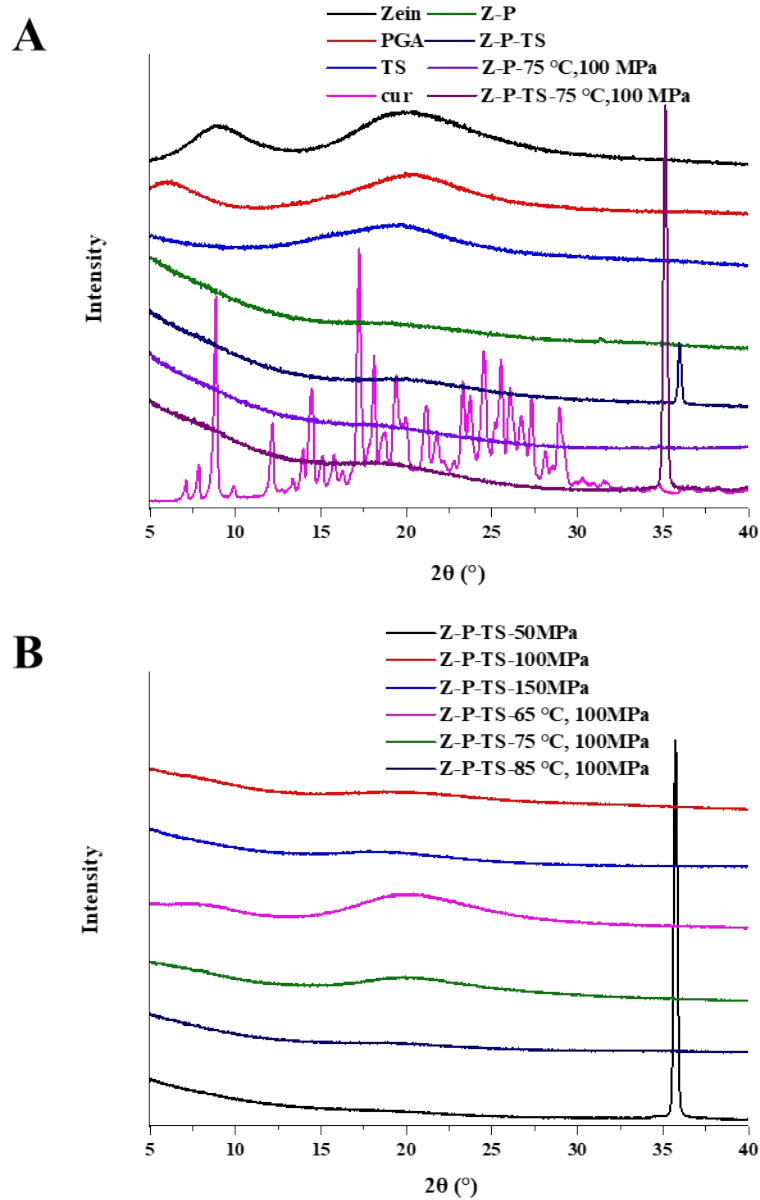 A
Zein Z-P
PGA Z-P-TS
TS Z-P-75 °C,100 MPa
cur Z-P-TS-75 °C,100 MPa
Intensity
5 10 15 20 25 30 35 40
2θ (°)
B
Z-P-TS-50MPa
Z-P-TS-100MPa
Z-P-TS-150MPa
Z-P-TS-65 °C, 100MPa
Z-P-TS-75 °C, 100MPa
Z-P-TS-85 °C, 100MPa
Intensity
5 10 15 20 25 30 35 40
2θ (°)